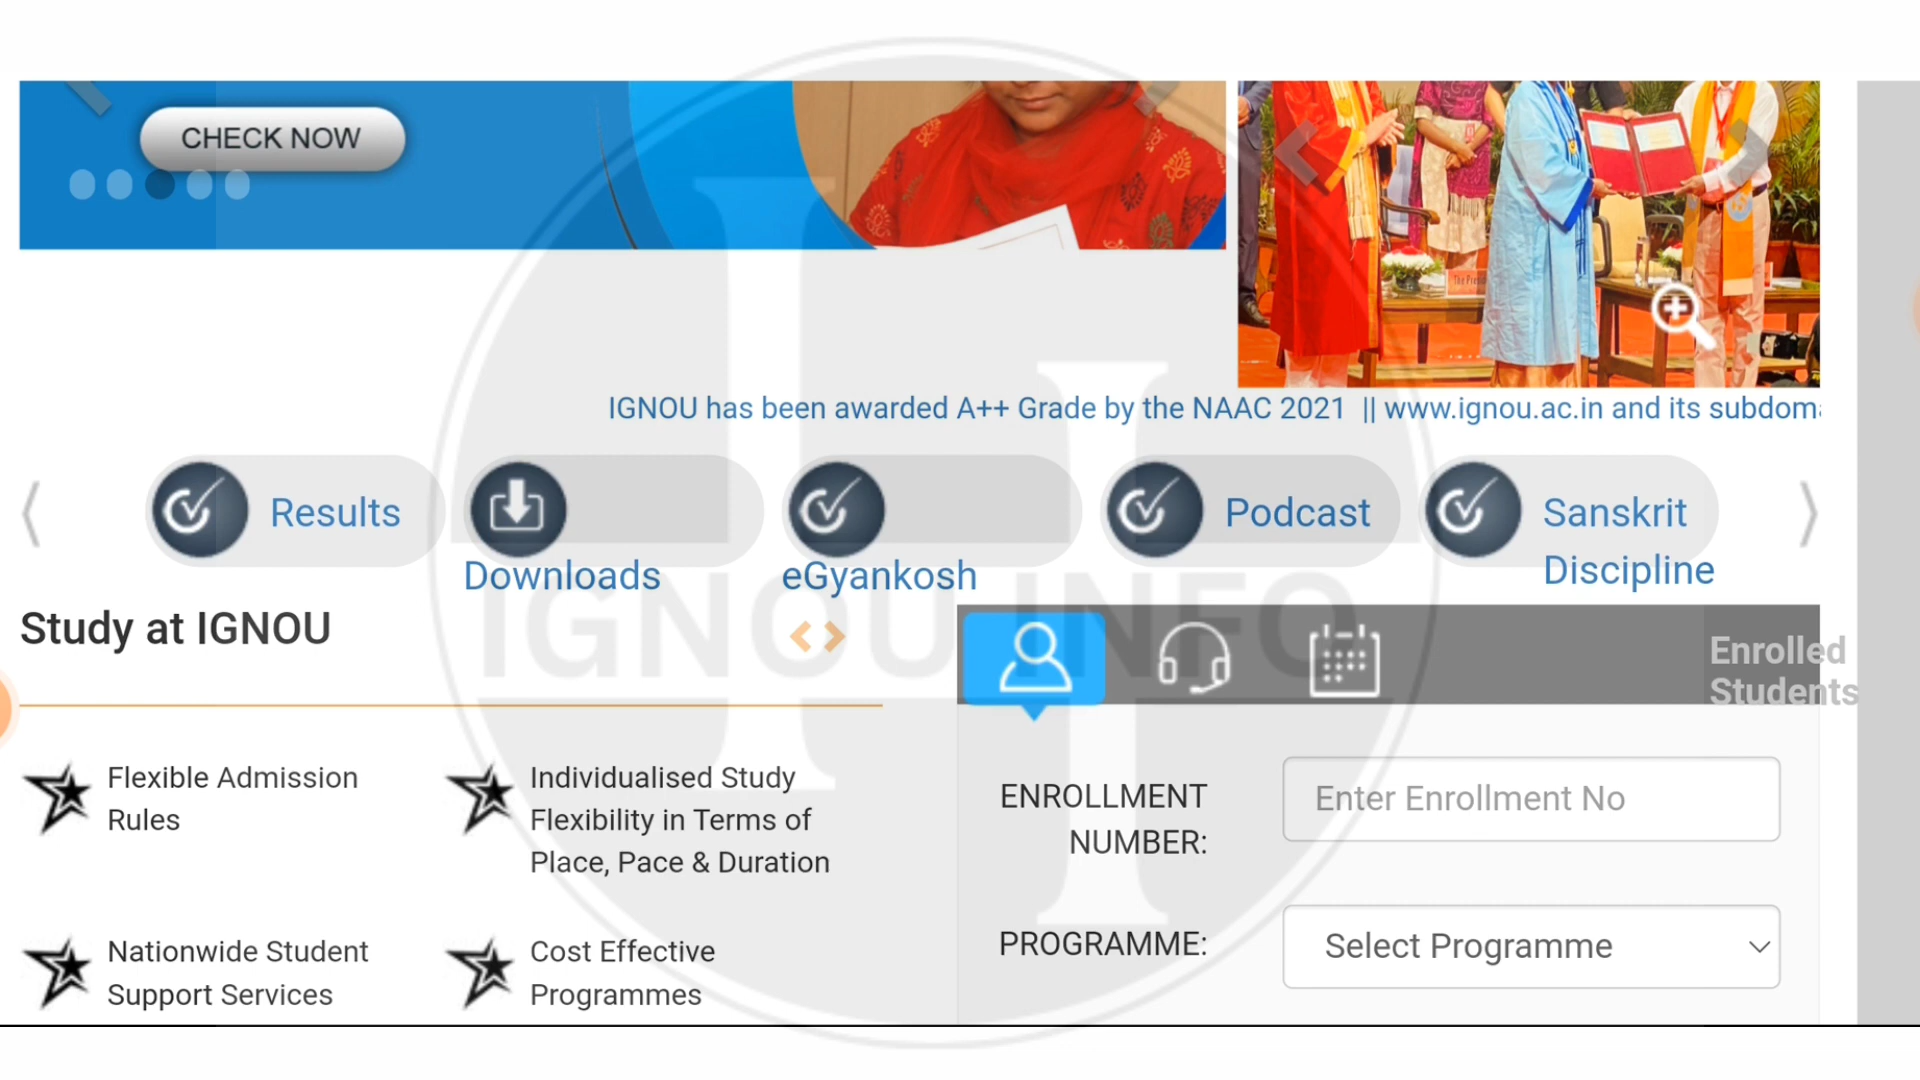 CHECK NOW
IGNOU has been awarded A++ Grade by the NAAC 2021 || www.ignou.ac.in and its subdom
Results
Downloads
eGyankosh
Podcast
Sanskrit
Discipline
Study at IGNOU
Flexible Admission
Rules
Individualised Study
Flexibility in Terms of
Place, Pace & Duration
Nationwide Student
Support Services
Cost Effective
Programmes
Enrolled
Students
ENROLLMENT
NUMBER:
Enter Enrollment No
PROGRAMME:
Select Programme
IGNOU INFO